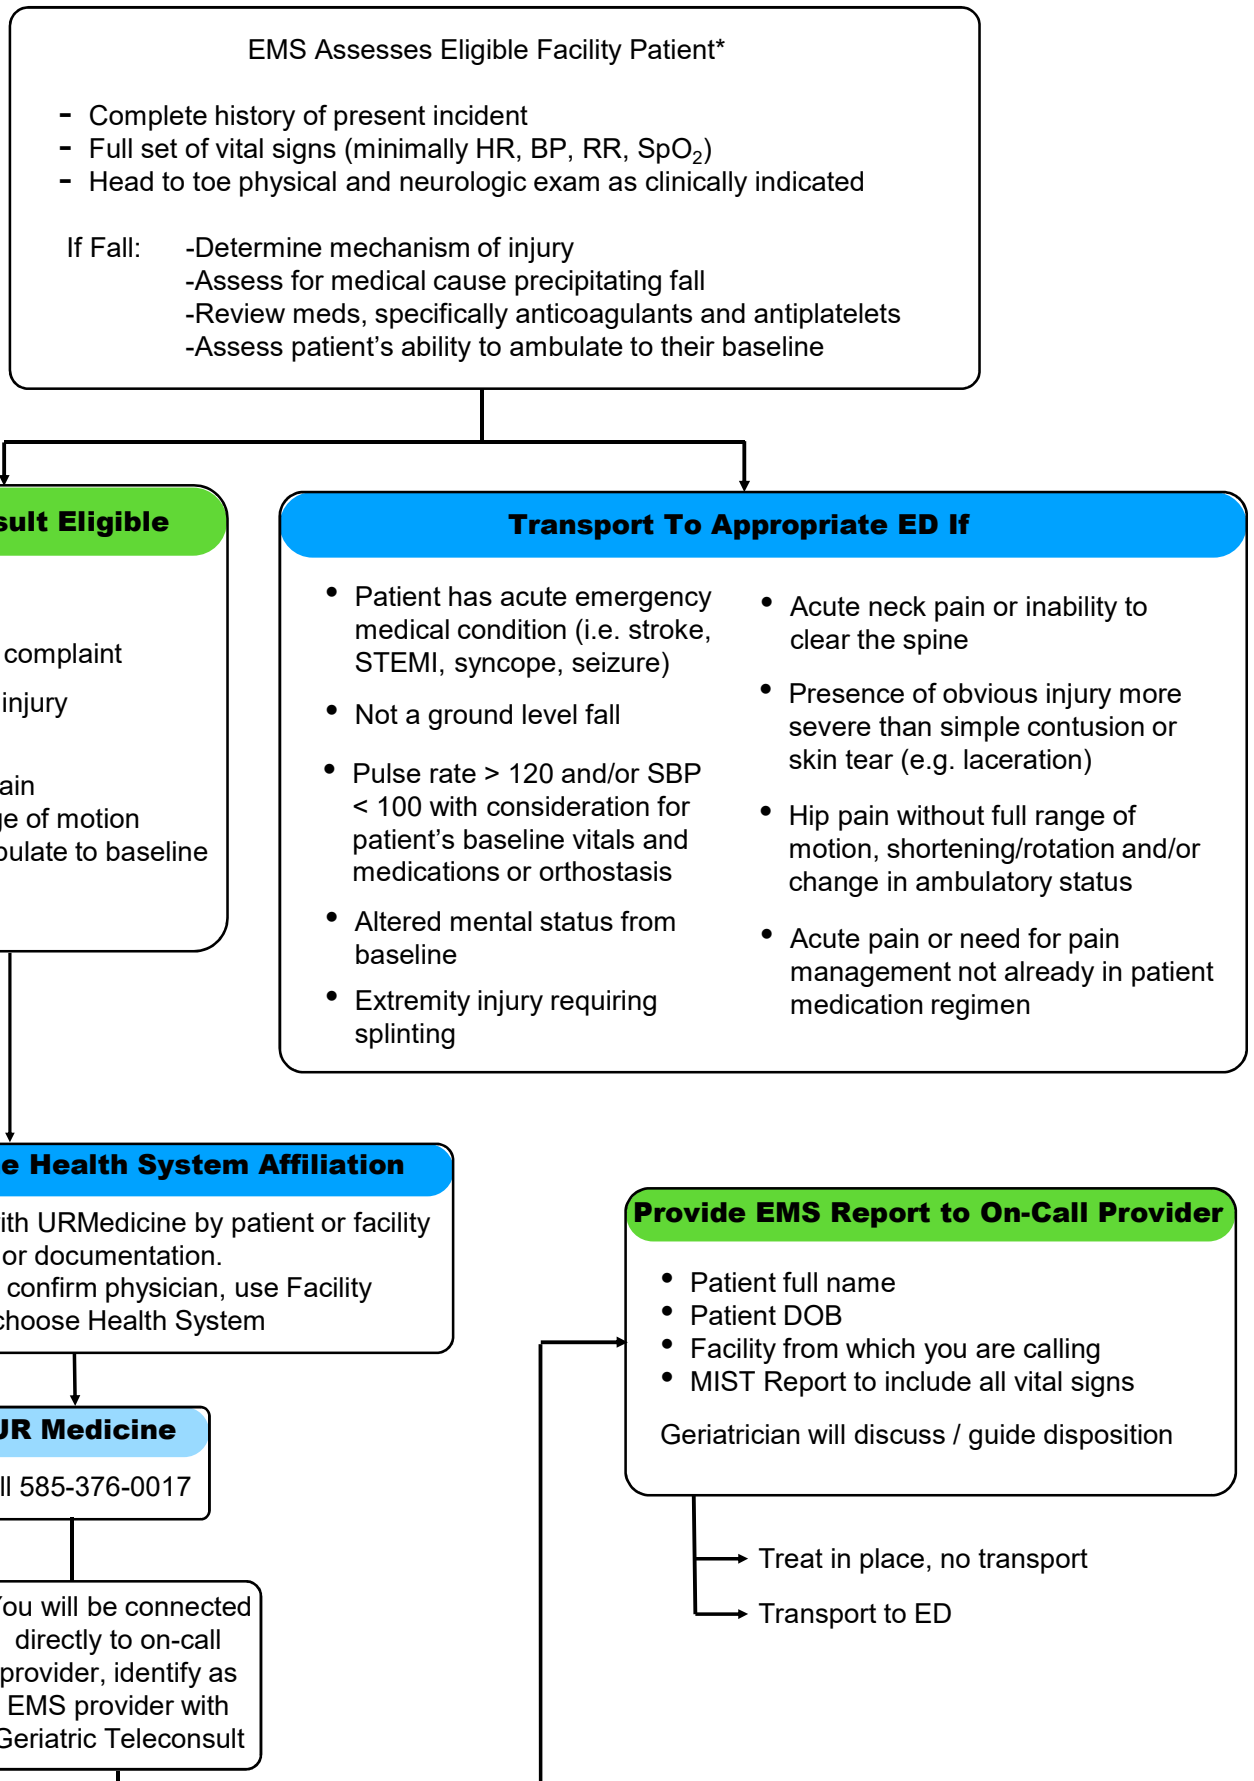 EMS Assesses Eligible Facility Patient*
- Complete history of present incident
- Full set of vital signs (minimally HR, BP, RR, SpO₂)
- Head to toe physical and neurologic exam as clinically indicated
If Fall: -Determine mechanism of injury
-Assess for medical cause precipitating fall
-Review meds, specifically anticoagulants and antiplatelets
-Assess patient's ability to ambulate to their baseline
sult Eligible
complaint
injury
ain
ge of motion
bulate to baseline
Transport To Appropriate ED If
• Patient has acute emergency
medical condition (i.e. stroke,
STEMI, syncope, seizure)
• Not a ground level fall
• Pulse rate > 120 and/or SBP
< 100 with consideration for
patient's baseline vitals and
medications or orthostasis
• Altered mental status from
baseline
• Extremity injury requiring
splinting
• Acute neck pain or inability to
clear the spine
• Presence of obvious injury more
severe than simple contusion or
skin tear (e.g. laceration)
• Hip pain without full range of
motion, shortening/rotation and/or
change in ambulatory status
• Acute pain or need for pain
management not already in patient
medication regimen
e Health System Affiliation
ith URMedicine by patient or facility
or documentation.
confirm physician, use Facility
choose Health System
UR Medicine
ll 585-376-0017
You will be connected
directly to on-call
provider, identify as
EMS provider with
Geriatric Teleconsult
Provide EMS Report to On-Call Provider
• Patient full name
• Patient DOB
• Facility from which you are calling
• MIST Report to include all vital signs
Geriatrician will discuss / guide disposition
Treat in place, no transport
Transport to ED